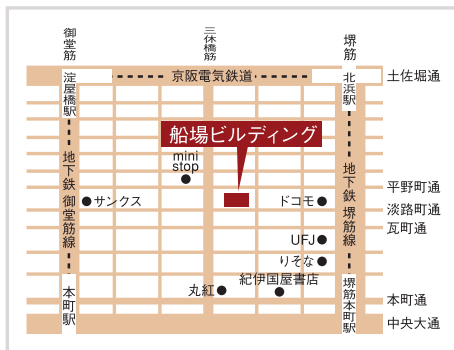 御堂筋
三休橋筋
堺筋
淀屋橋駅
京阪電気鉄道
北浜駅
土佐堀通
船場ビルディング
mini
stop
地下鉄 御堂筋線
地下鉄 堺筋線
平野町通
サンクス
ドコモ
淡路町通
瓦町通
UFJ
りそな
紀伊国屋書店
丸紅
本町駅
堺筋本町駅
本町通
中央大通